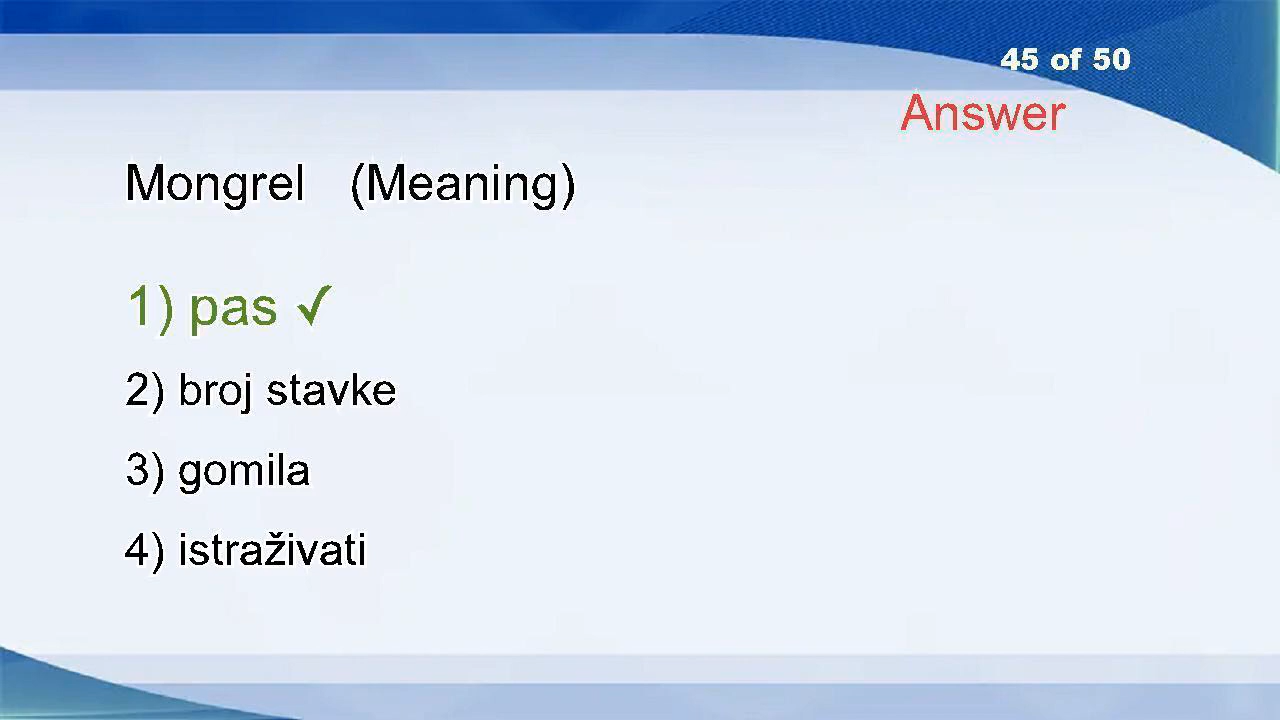 45 of 50
Answer
Mongrel (Meaning)
1) pas ✓
2) broj stavke
3) gomila
4) istraživati